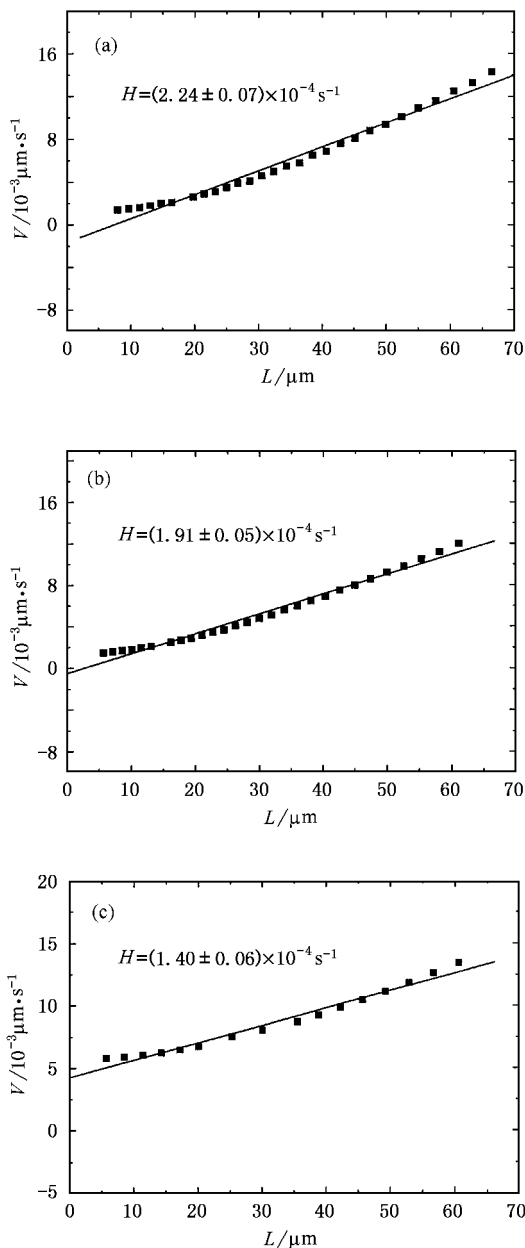 (a)
H=(2.24±0.07)×10⁻⁴s⁻¹
16
8
0
−8
V/10⁻³μm•s⁻¹
0 10 20 30 40 50 60 70
L/μm
(b)
H=(1.91±0.05)×10⁻⁴s⁻¹
16
8
0
−8
V/10⁻³μm•s⁻¹
0 10 20 30 40 50 60 70
L/μm
(c)
H=(1.40±0.06)×10⁻⁴s⁻¹
20
15
10
5
0
−5
V/10⁻³μm•s⁻¹
0 10 20 30 40 50 60 70
L/μm